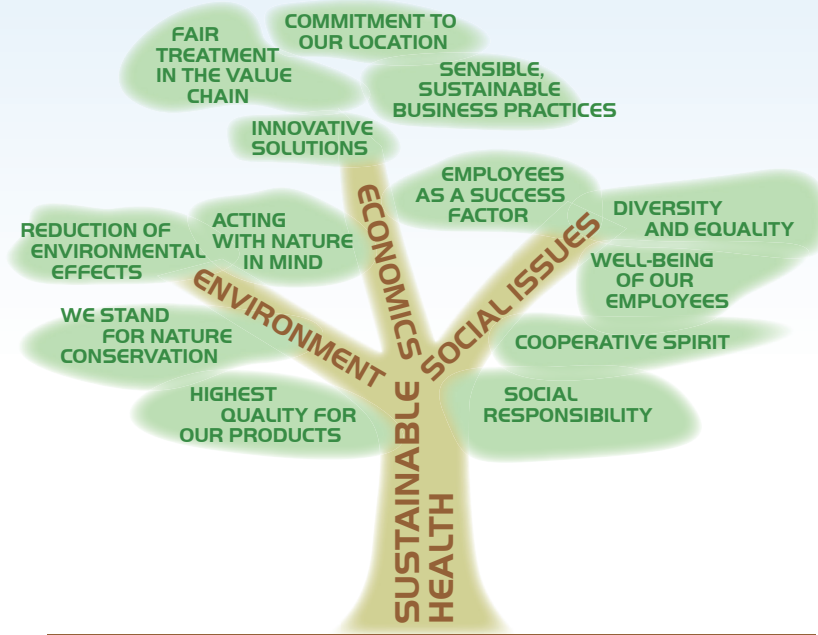 COMMITMENT TO
OUR LOCATION
FAIR
TREATMENT
IN THE VALUE
CHAIN
SENSIBLE,
SUSTAINABLE
BUSINESS PRACTICES
INNOVATIVE
SOLUTIONS
EMPLOYEES
AS A SUCCESS
FACTOR
DIVERSITY
AND EQUALITY
REDUCTION OF
ENVIRONMENTAL
EFFECTS
ACTING
WITH NATURE
IN MIND
WELL-BEING
OF OUR
EMPLOYEES
WE STAND
FOR NATURE
CONSERVATION
COOPERATIVE SPIRIT
HIGHEST
QUALITY FOR
OUR PRODUCTS
SOCIAL
RESPONSIBILITY
ENVIRONMENT
ECONOMICS
SOCIAL ISSUES
SUSTAINABLE
HEALTH